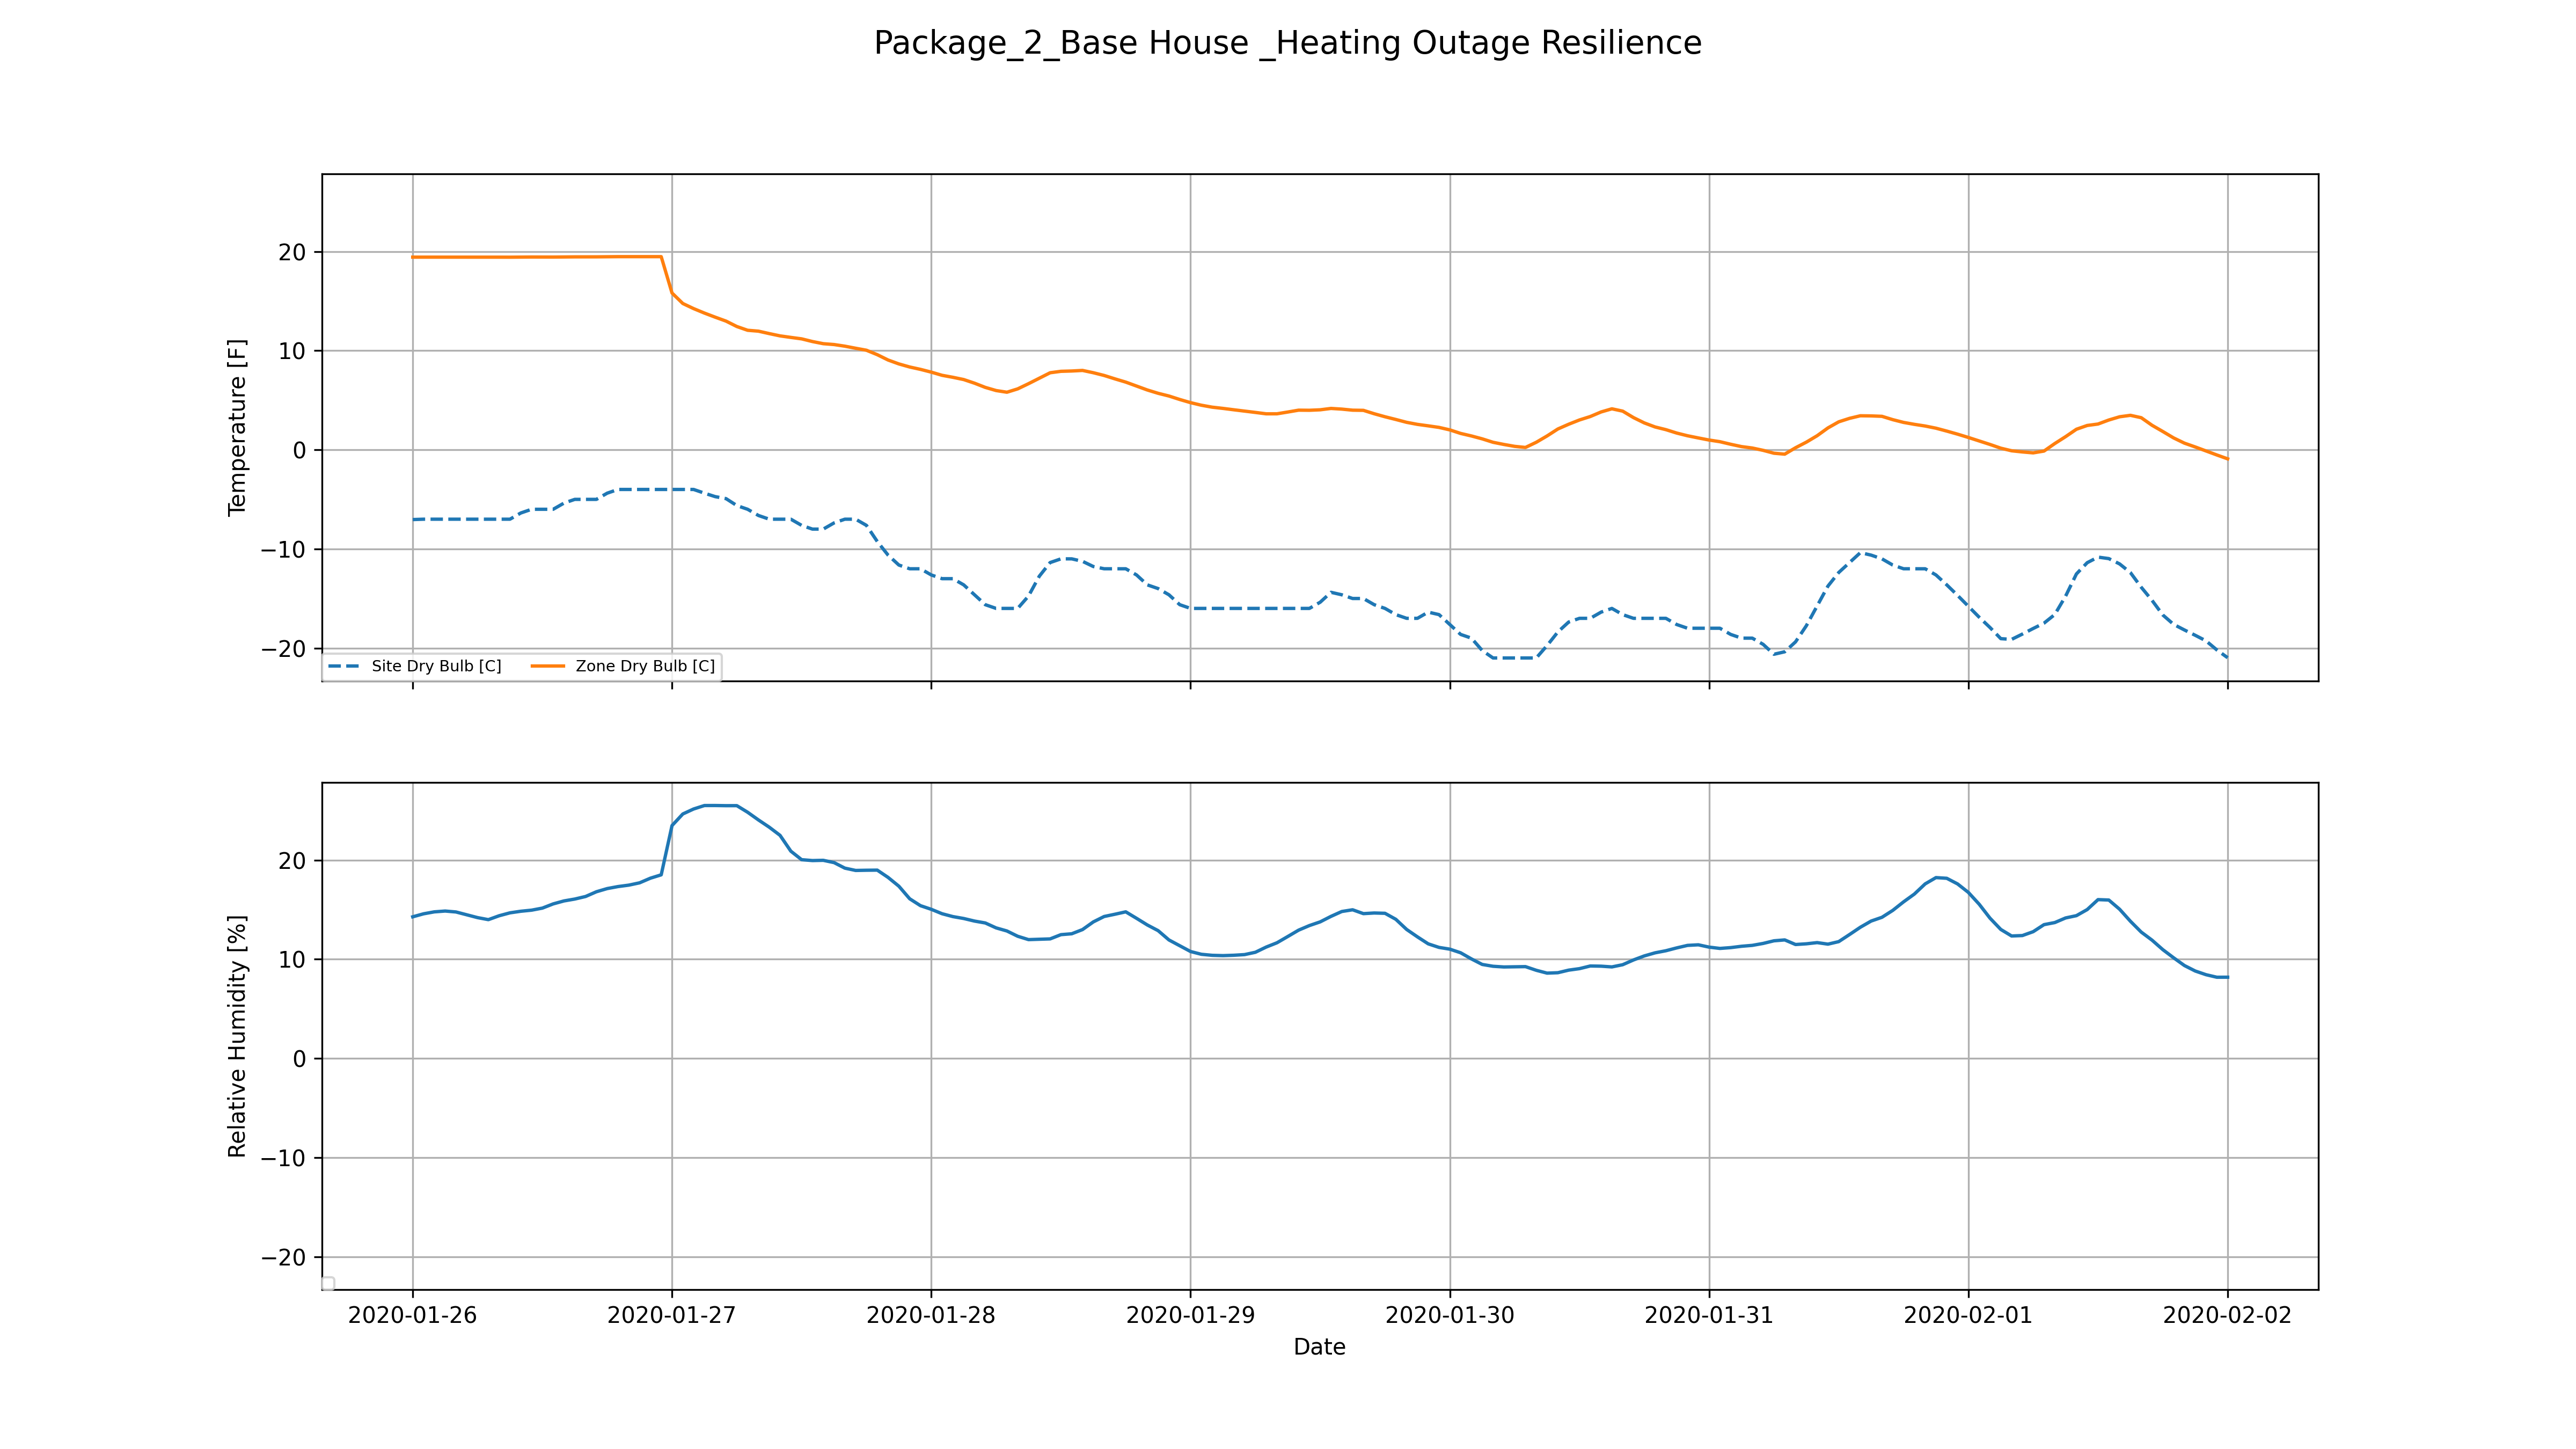 Package_2_Base House _Heating Outage Resilience
Temperature [F]
20
10
0
−10
−20
Site Dry Bulb [C] Zone Dry Bulb [C]
Relative Humidity [%]
20
10
0
−10
−20
2020-01-26 2020-01-27 2020-01-28 2020-01-29 2020-01-30 2020-01-31 2020-02-01 2020-02-02
Date